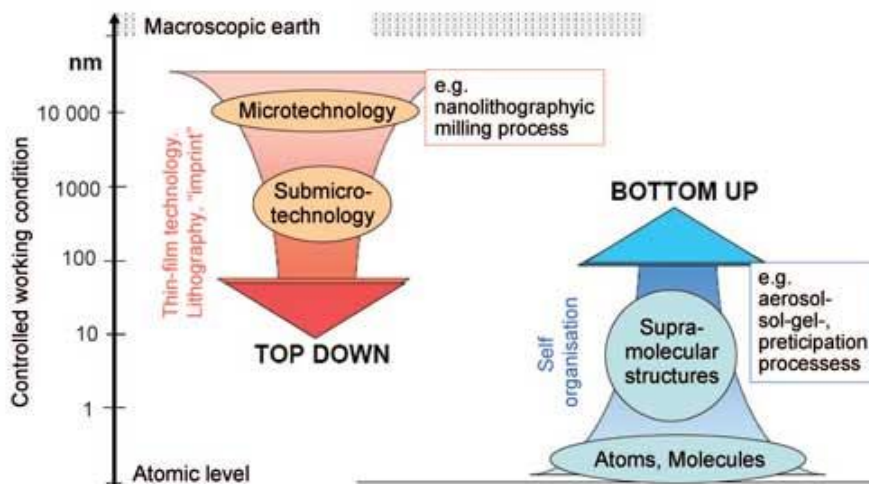 Macroscopic earth
nm
10 000
1000
100
10
1
Controlled working condition
Atomic level
Microtechnology
Submicro-
technology
Thin-film technology.
Lithography, "imprint"
TOP DOWN
e.g.
nanolithographyic
milling process
BOTTOM UP
Self
organisation
Supra-
molecular
structures
Atoms, Molecules
e.g.
aerosol-
sol-gel-,
preticipation
processess